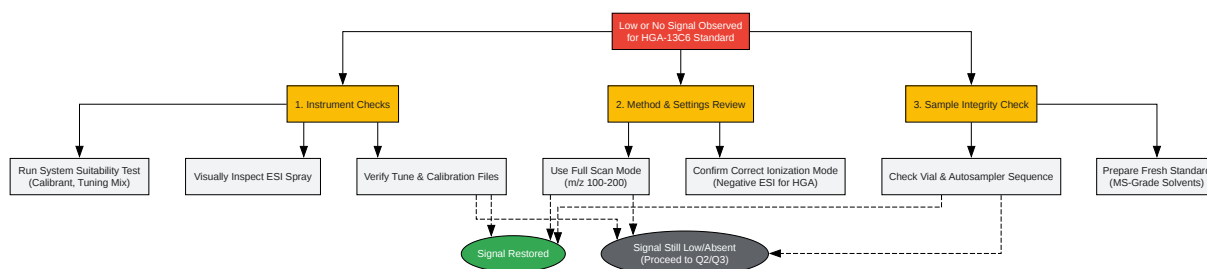 Low or No Signal Observed
for HGA-13C6 Standard
1. Instrument Checks
2. Method & Settings Review
3. Sample Integrity Check
Run System Suitability Test
(Calibrant, Tuning Mix)
Visually Inspect ESI Spray
Verify Tune & Calibration Files
Use Full Scan Mode
(m/z 100-200)
Confirm Correct Ionization Mode
(Negative ESI for HGA)
Check Vial & Autosampler Sequence
Prepare Fresh Standard
(MS-Grade Solvents)
Signal Restored
Signal Still Low/Absent
(Proceed to Q2/Q3)